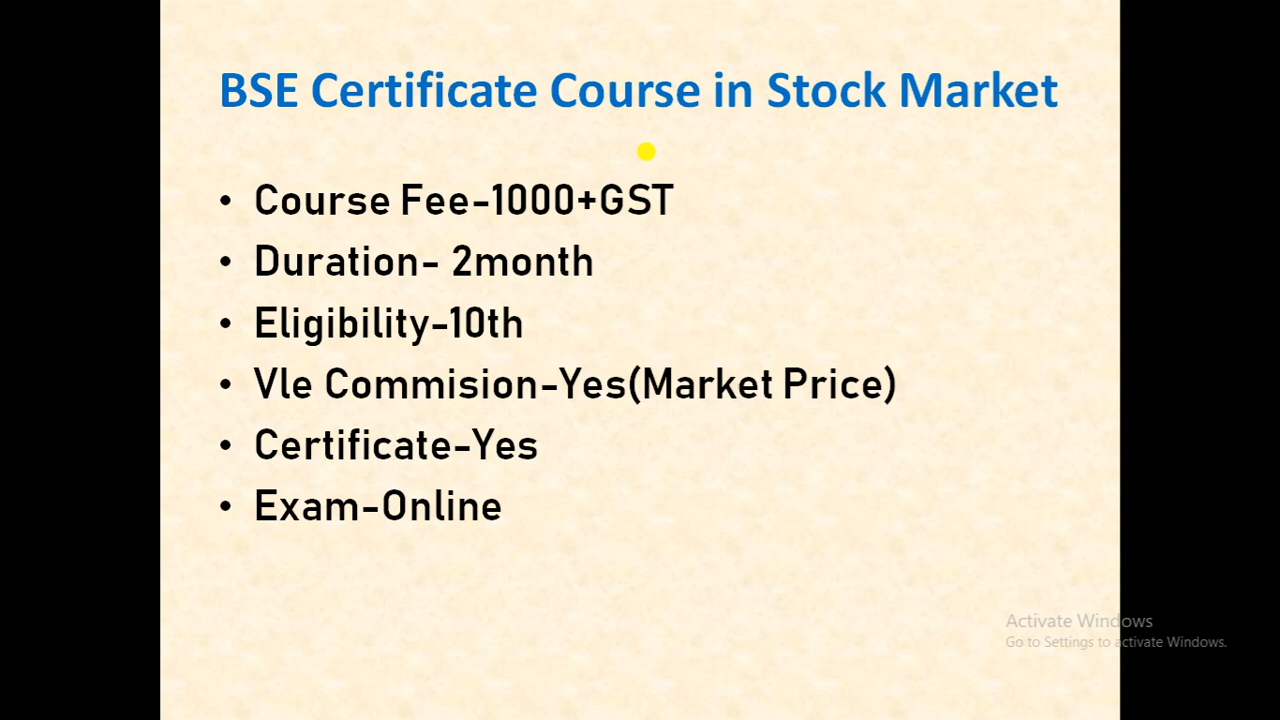 BSE Certificate Course in Stock Market
• Course Fee-1000+GST
• Duration- 2month
• Eligibility-10th
• Vle Commision-Yes(Market Price)
• Certificate-Yes
• Exam-Online
Activate Windows
Go to Settings to activate Windows.